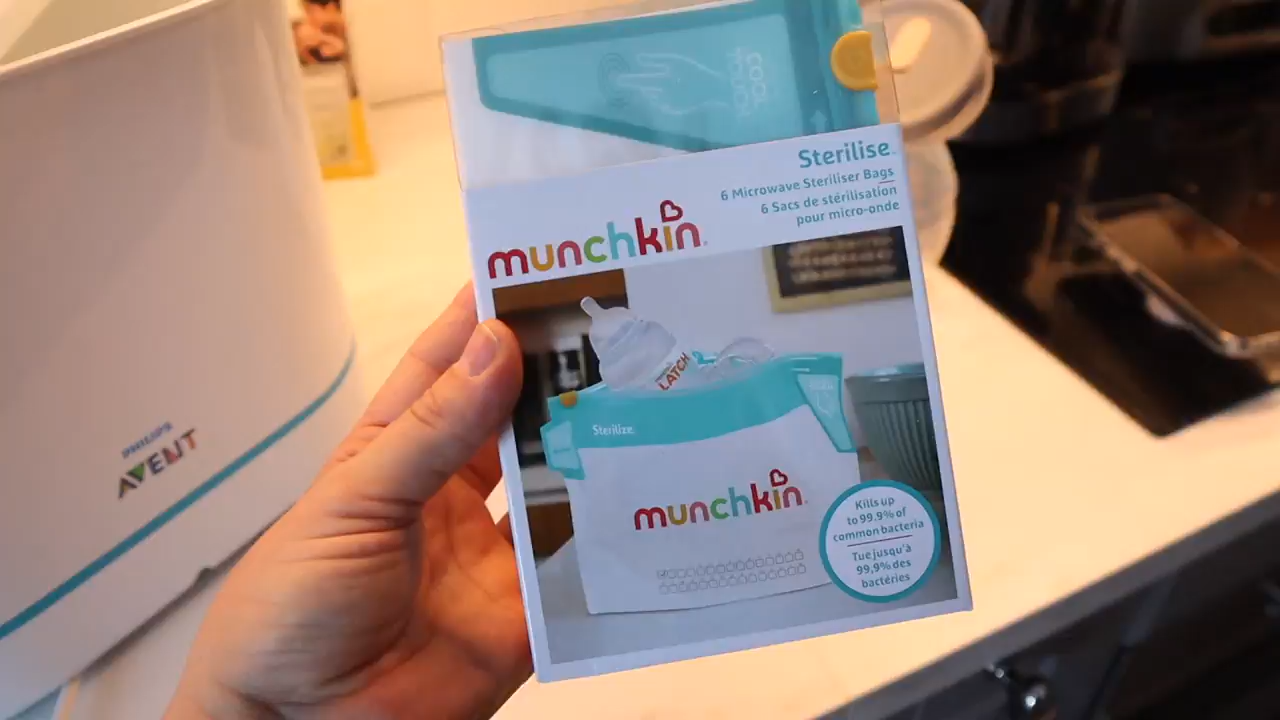 Sterilise
6 Microwave Steriliser Bags
6 Sacs de stérilisation
pour micro-onde
munchkin
LATCH
Sterilize
munchkin
Kills up
to 99.9% of
common bacteria
Tue jusqu'à
99,9% des
bactéries
PHILIPS
AVENT